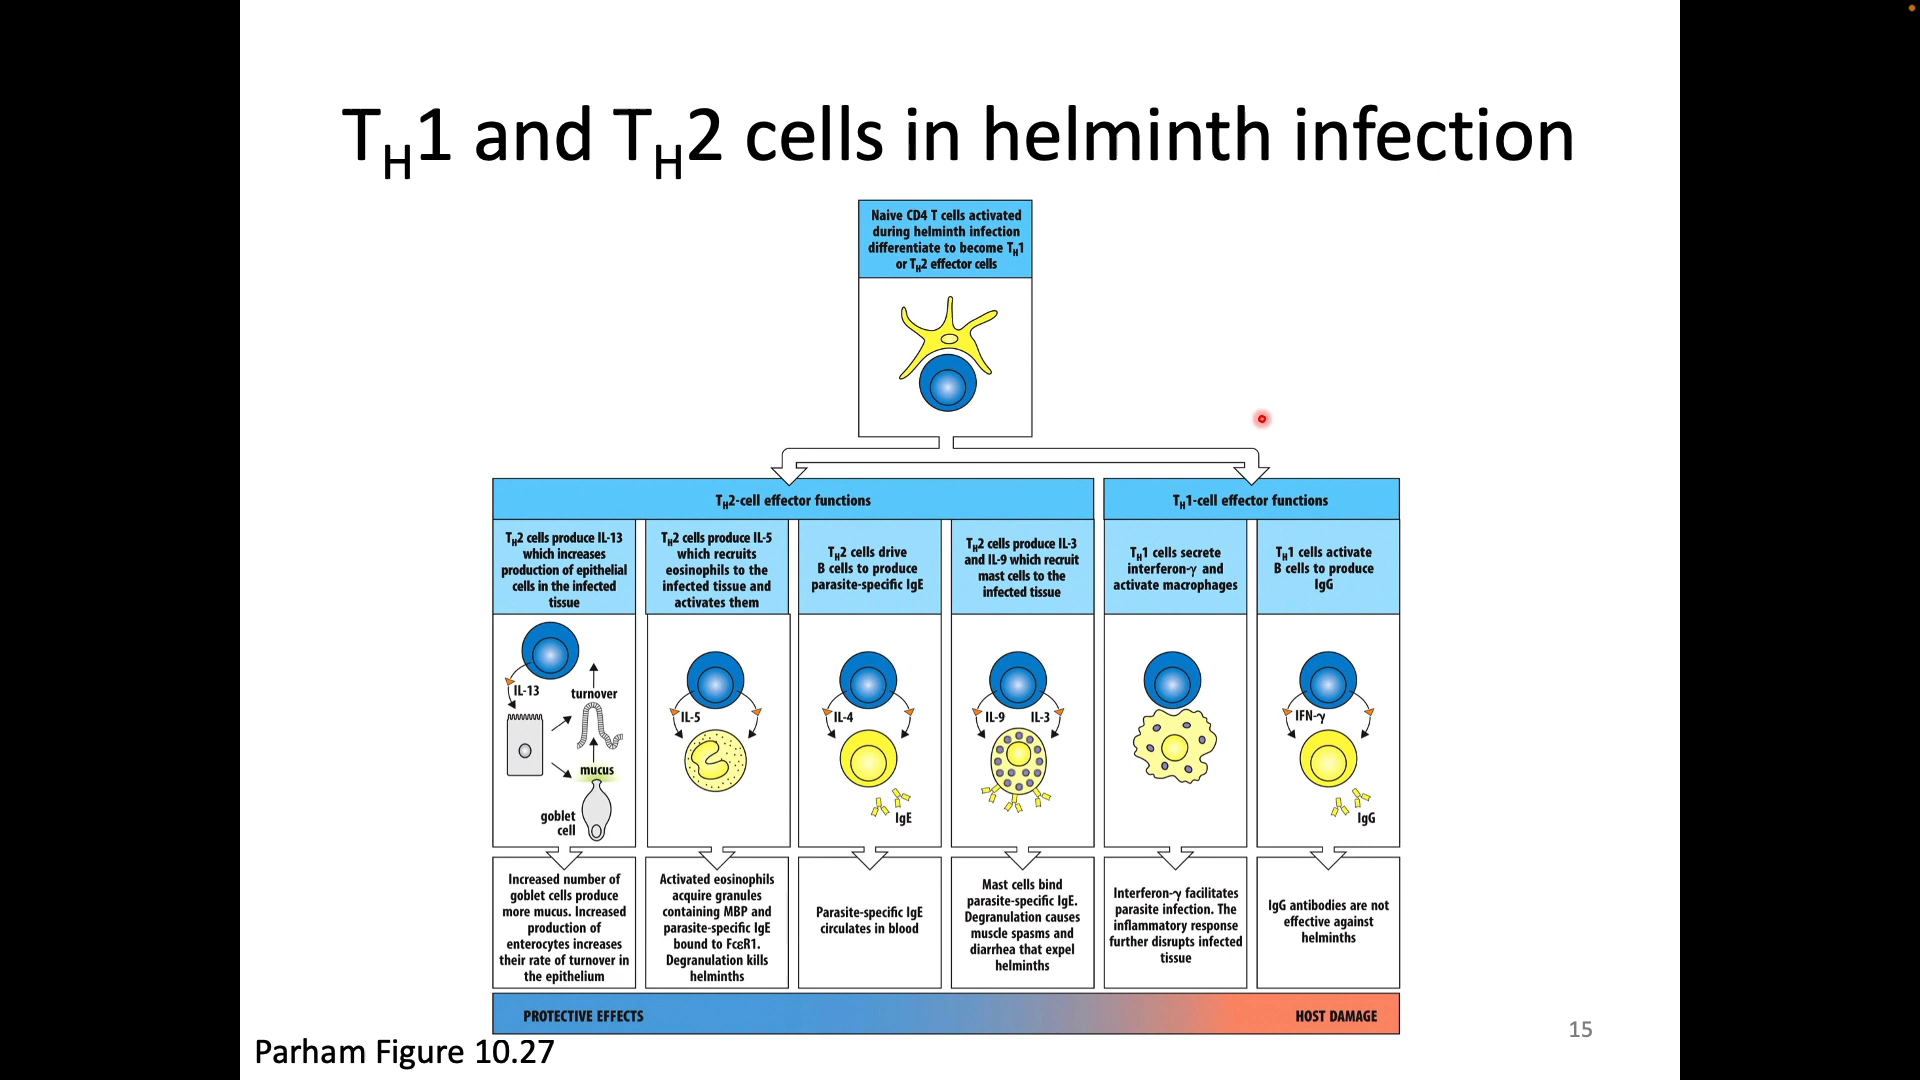 TH1 and TH2 cells in helminth infection
Naive CD4 T cells activated
during helminth infection
differentiate to become TH1
or TH2 effector cells
TH2-cell effector functions
TH1-cell effector functions
TH2 cells produce IL-13
which increases
production of epithelial
cells in the infected
tissue
TH2 cells produce IL-5
which recruits
eosinophils to the
infected tissue and
activates them
TH2 cells drive
B cells to produce
parasite-specific IgE
TH2 cells produce IL-3
and IL-9 which recruit
mast cells to the
infected tissue
TH1 cells secrete
interferon-γ and
activate macrophages
TH1 cells activate
B cells to produce
IgG
IL-13
turnover
mucus
goblet
cell
IL-5
IL-4
IgE
IL-9
IL-3
IFN-γ
IgG
Increased number of
goblet cells produce
more mucus. Increased
production of
enterocytes increases
their rate of turnover in
the epithelium
Activated eosinophils
acquire granules
containing MBP and
parasite-specific IgE
bound to FcεR1.
Degranulation kills
helminths
Parasite-specific IgE
circulates in blood
Mast cells bind
parasite-specific IgE.
Degranulation causes
muscle spasms and
diarrhea that expel
helminths
Interferon-γ facilitates
parasite infection. The
inflammatory response
further disrupts infected
tissue
IgG antibodies are not
effective against
helminths
PROTECTIVE EFFECTS
HOST DAMAGE
Parham Figure 10.27
15